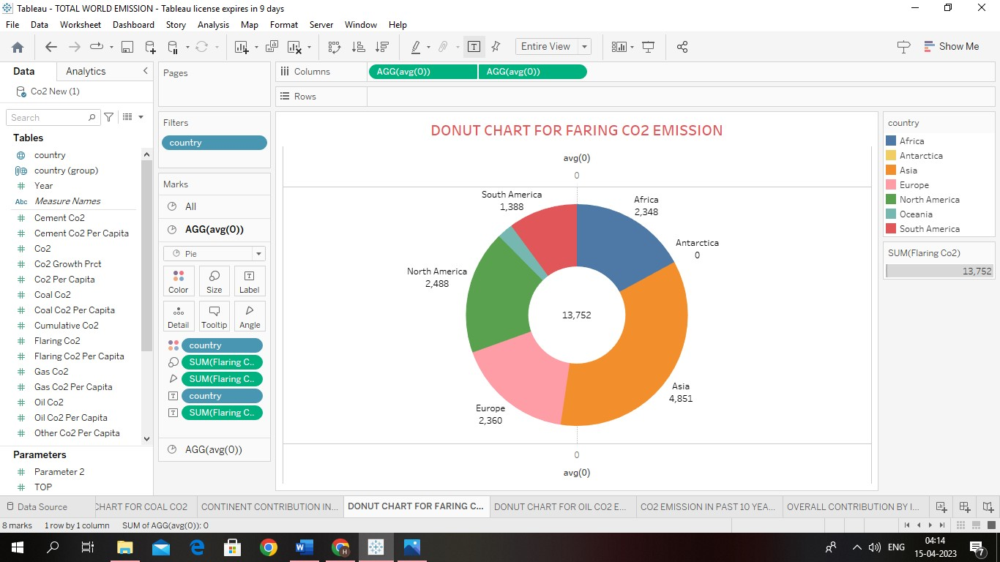 Tableau - TOTAL WORLD EMISSION - Tableau license expires in 9 days
File Data Worksheet Dashboard Story Analysis Map Format Server Window Help
Entire View
Show Me
Data Analytics
Co2 New (1)
Search
Tables
country
country (group)
Year
Abc Measure Names
Cement Co2
Cement Co2 Per Capita
Co2
Co2 Growth Prct
Co2 Per Capita
Coal Co2
Coal Co2 Per Capita
Cumulative Co2
Flaring Co2
Flaring Co2 Per Capita
Gas Co2
Gas Co2 Per Capita
Oil Co2
Oil Co2 Per Capita
Other Co2 Per Capita
Parameters
Parameter 2
TOP
Pages
Filters
country
Marks
All
AGG(avg(0))
Pie
Color Size Label
Detail Tooltip Angle
country
SUM(Flaring C..
SUM(Flaring C..
country
SUM(Flaring C..
AGG(avg(0))
Columns AGG(avg(0)) AGG(avg(0))
Rows
DONUT CHART FOR FARING CO2 EMISSION
avg(0)
0
South America
1,388
Africa
2,348
Antarctica
0
North America
2,488
13,752
Asia
4,851
Europe
2,360
0
avg(0)
country
Africa
Antarctica
Asia
Europe
North America
Oceania
South America
SUM(Flaring Co2)
13,752
Data Source CHART FOR COAL CO2 CONTINENT CONTRIBUTION IN... DONUT CHART FOR FARING C... DONUT CHART FOR OIL CO2 E... CO2 EMISSION IN PAST 10 YEA... OVERALL CONTRIBUTION BY I...
8 marks 1 row by 1 column SUM of AGG(avg(0)): 0
ENG
04:14
15-04-2023
7